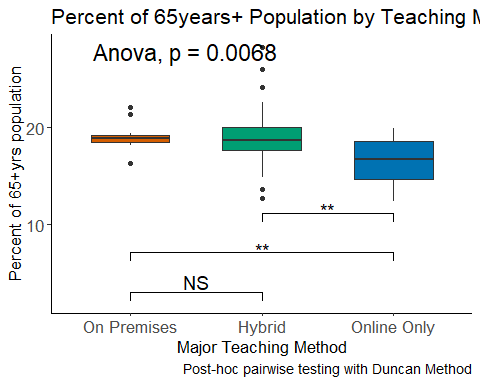 Percent of 65years+ Population by Teaching M
Anova, p = 0.0068
Percent of 65+yrs population
20
10
**
**
NS
On Premises Hybrid Online Only
Major Teaching Method
Post-hoc pairwise testing with Duncan Method